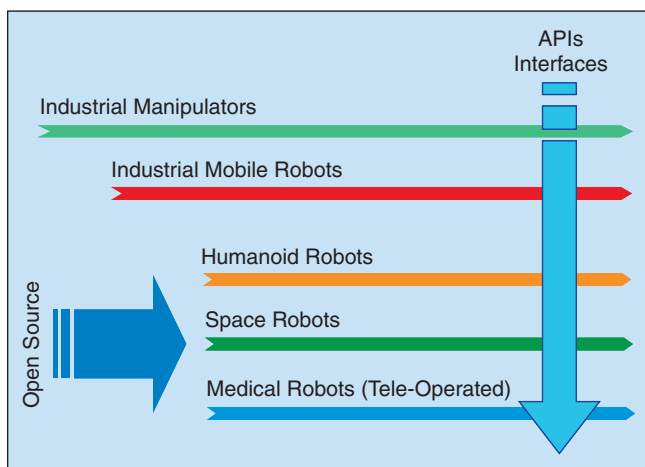 APIs
Interfaces
Industrial Manipulators
Industrial Mobile Robots
Humanoid Robots
Open Source
Space Robots
Medical Robots (Tele-Operated)